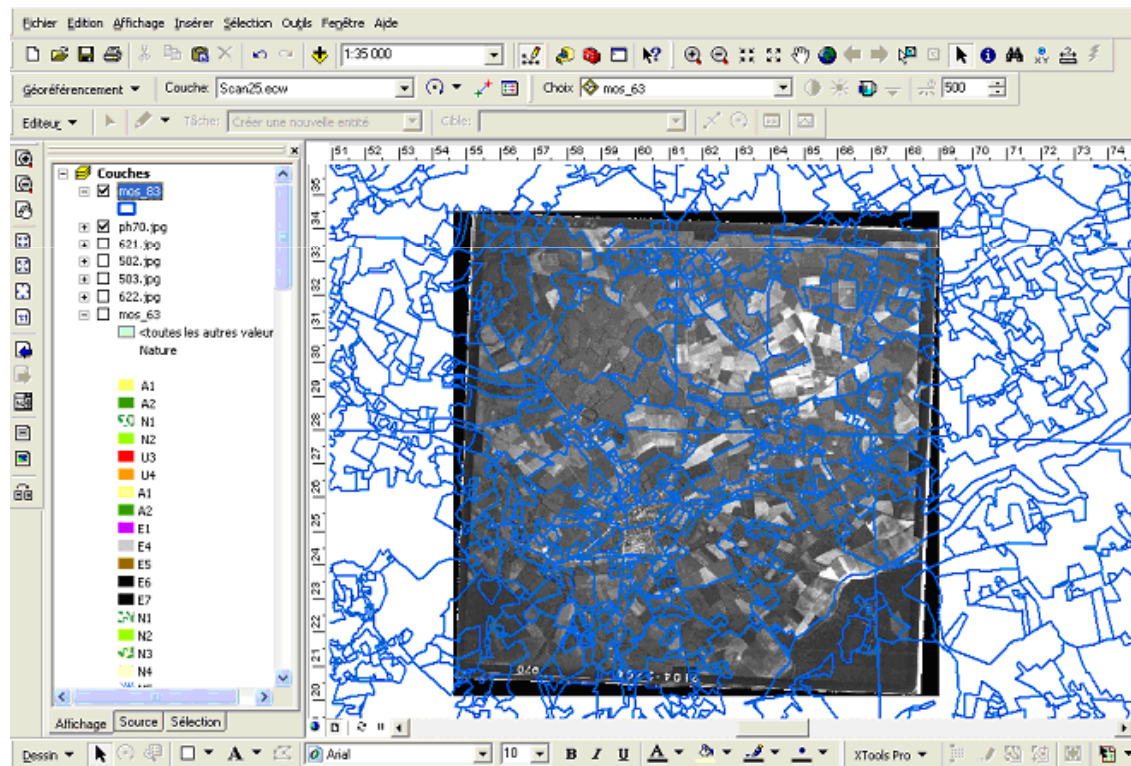 Fichier Edition Affichage Insérer Sélection Outils Fenêtre Aide
1:35 000
Géoréférencement Couche: Scan25.ecw Choix mos_63 500
Editeur Tâche: Créer une nouvelle entité Cible:
51 52 53 54 55 56 57 58 59 60 61 62 63 64 65 66 67 68 69 70 71 72 73 74
35
34
33
32
31
30
29
28
27
26
25
24
23
22
21
20
Couches
mos_83
ph70.jpg
621.jpg
502.jpg
503.jpg
622.jpg
mos_63
<toutes les autres valeur
Nature
A1
A2
N1
N2
U3
U4
A1
A2
E1
E4
E5
E6
E7
N1
N2
N3
N4
Affichage Source Sélection
Dessin A Arial 10 B I U A XTools Pro